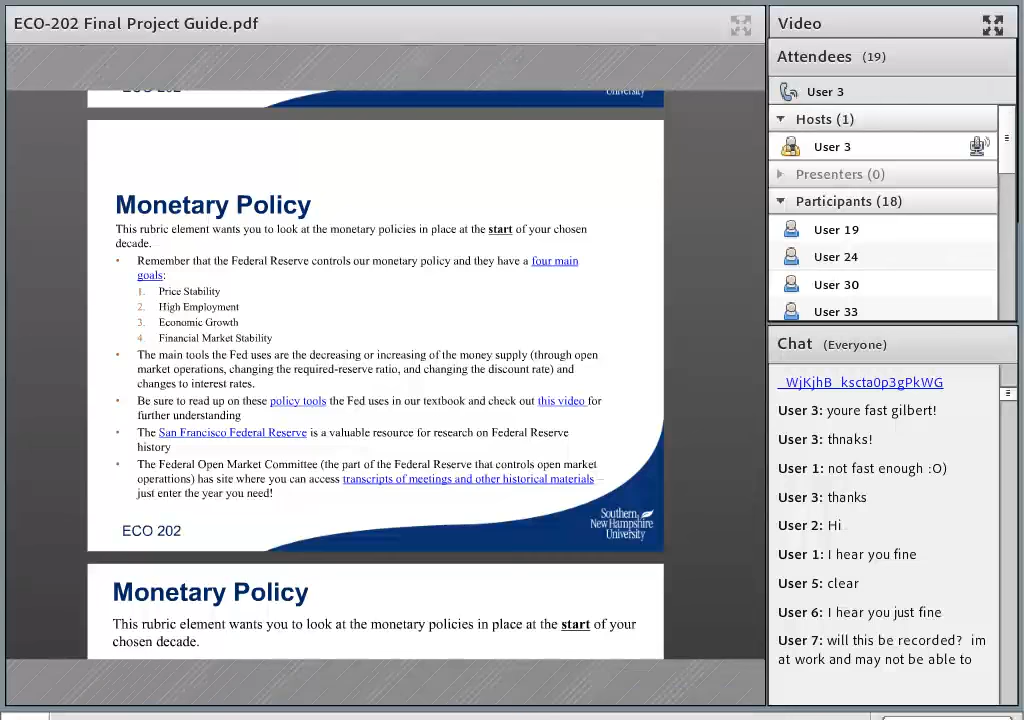 ECO-202 Final Project Guide.pdf
ECO 202
University
Monetary Policy
This rubric element wants you to look at the monetary policies in place at the start of your chosen
decade.
• Remember that the Federal Reserve controls our monetary policy and they have a four main
goals:
1. Price Stability
2. High Employment
3. Economic Growth
4. Financial Market Stability
• The main tools the Fed uses are the decreasing or increasing of the money supply (through open
market operations, changing the required-reserve ratio, and changing the discount rate) and
changes to interest rates.
• Be sure to read up on these policy tools the Fed uses in our textbook and check out this video for
further understanding
• The San Francisco Federal Reserve is a valuable resource for research on Federal Reserve
history
• The Federal Open Market Committee (the part of the Federal Reserve that controls open market
operattions) has site where you can access transcripts of meetings and other historical materials –
just enter the year you need!
ECO 202
Southern
New Hampshire
University
Monetary Policy
This rubric element wants you to look at the monetary policies in place at the start of your
chosen decade.
Video
Attendees (19)
User 3
Hosts (1)
User 3
Presenters (0)
Participants (18)
User 19
User 24
User 30
User 33
Chat (Everyone)
_WjKjhB_kscta0p3gPkWG
User 3: youre fast gilbert!
User 3: thnaks!
User 1: not fast enough :O)
User 3: thanks
User 2: Hi
User 1: I hear you fine
User 5: clear
User 6: I hear you just fine
User 7: will this be recorded? im
at work and may not be able to